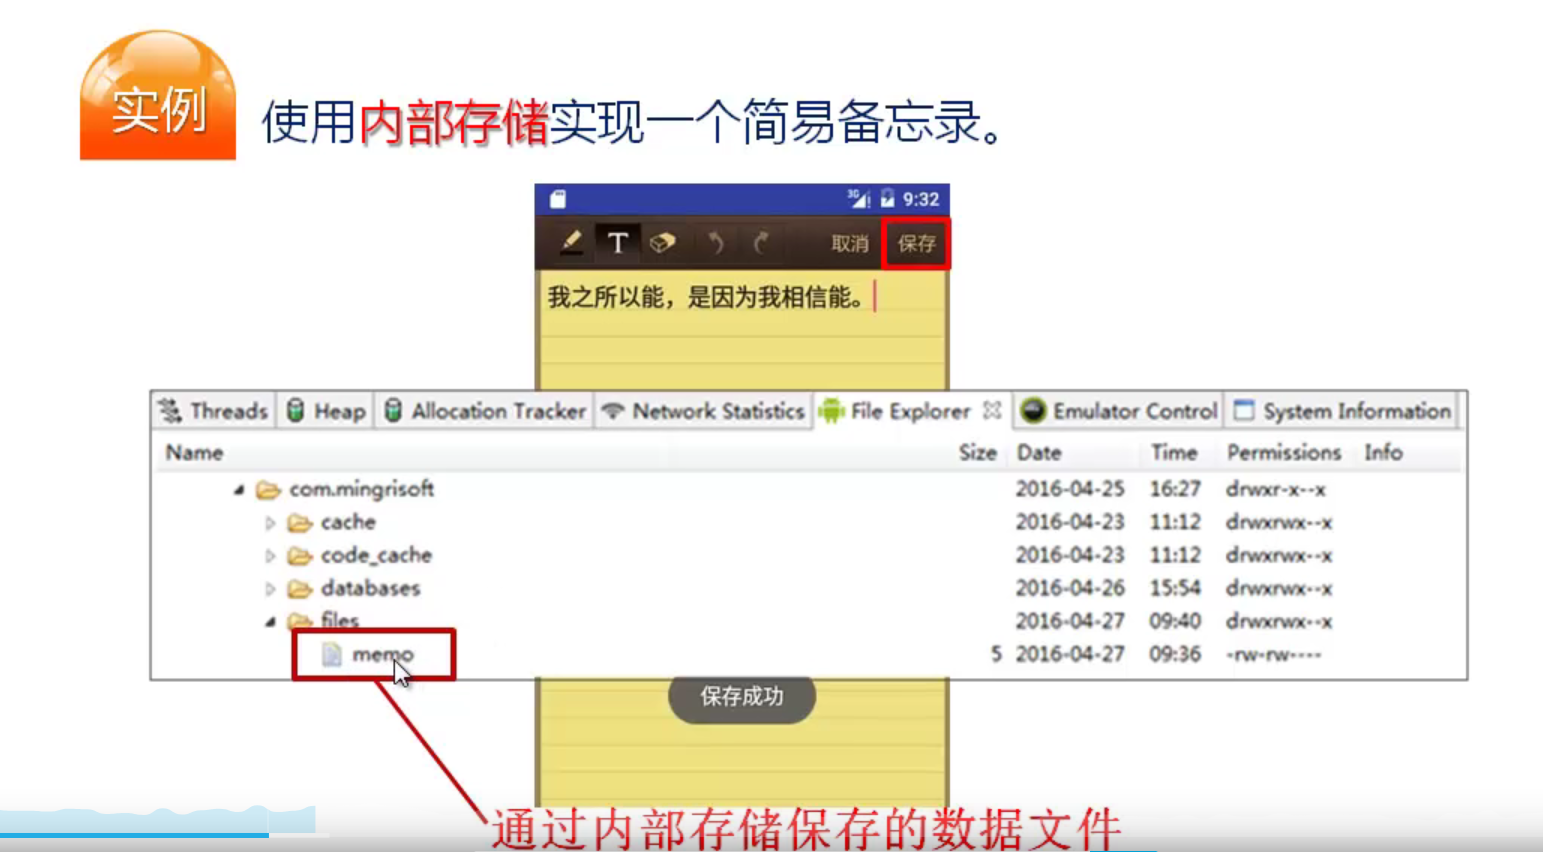 实例
使用内部存储实现一个简易备忘录。
3G 9:32
T 取消 保存
我之所以能，是因为我相信能。
Threads Heap Allocation Tracker Network Statistics File Explorer Emulator Control System Information
Name Size Date Time Permissions Info
com.mingrisoft 2016-04-25 16:27 drwxr-x--x
cache 2016-04-23 11:12 drwxrwx--x
code_cache 2016-04-23 11:12 drwxrwx--x
databases 2016-04-26 15:54 drwxrwx--x
files 2016-04-27 09:40 drwxrwx--x
memo 5 2016-04-27 09:36 -rw-rw----
保存成功
通过内部存储保存的数据文件